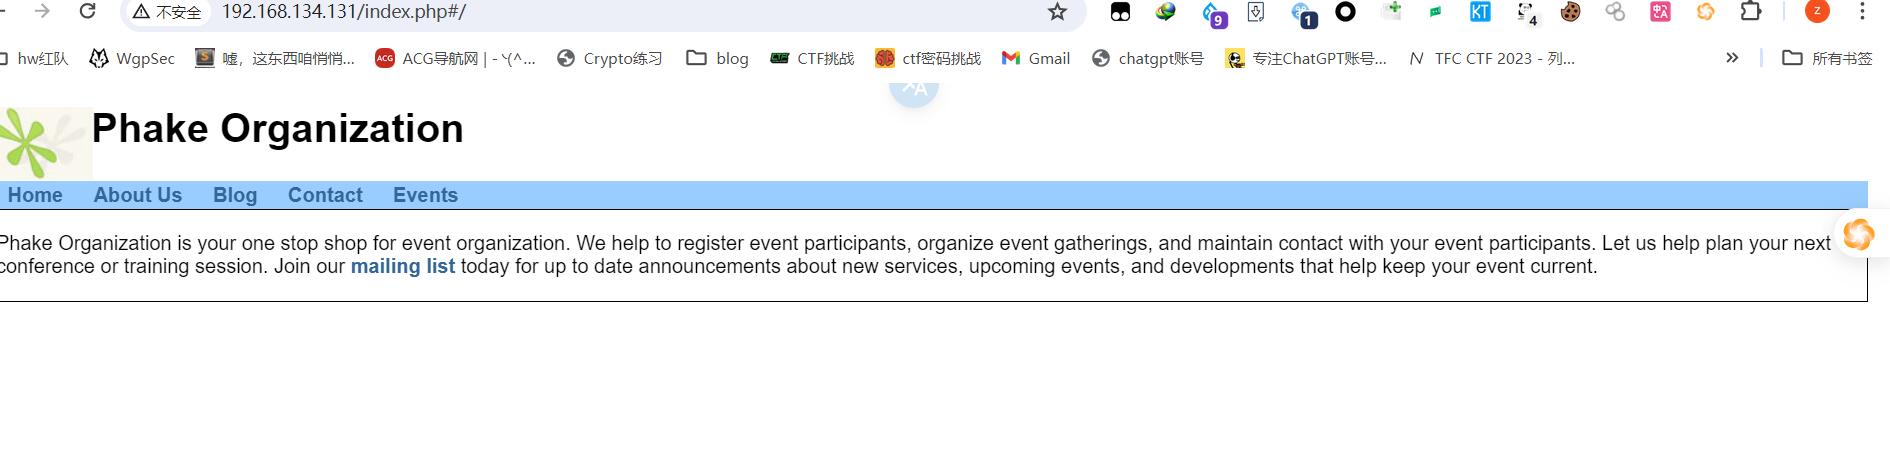 不安全 192.168.134.131/index.php#/ 9 1 KT 4 中A z
hw红队 WgpSec S 嘘，这东西咱悄悄... ACG ACG导航网 | - ヽ(^... Crypto练习 blog CTF挑战 ctf密码挑战 Gmail chatgpt账号 专注ChatGPT账号... TFC CTF 2023 - 列... » 所有书签
Phake Organization
Home About Us Blog Contact Events
Phake Organization is your one stop shop for event organization. We help to register event participants, organize event gatherings, and maintain contact with your event participants. Let us help plan your next
conference or training session. Join our mailing list today for up to date announcements about new services, upcoming events, and developments that help keep your event current.